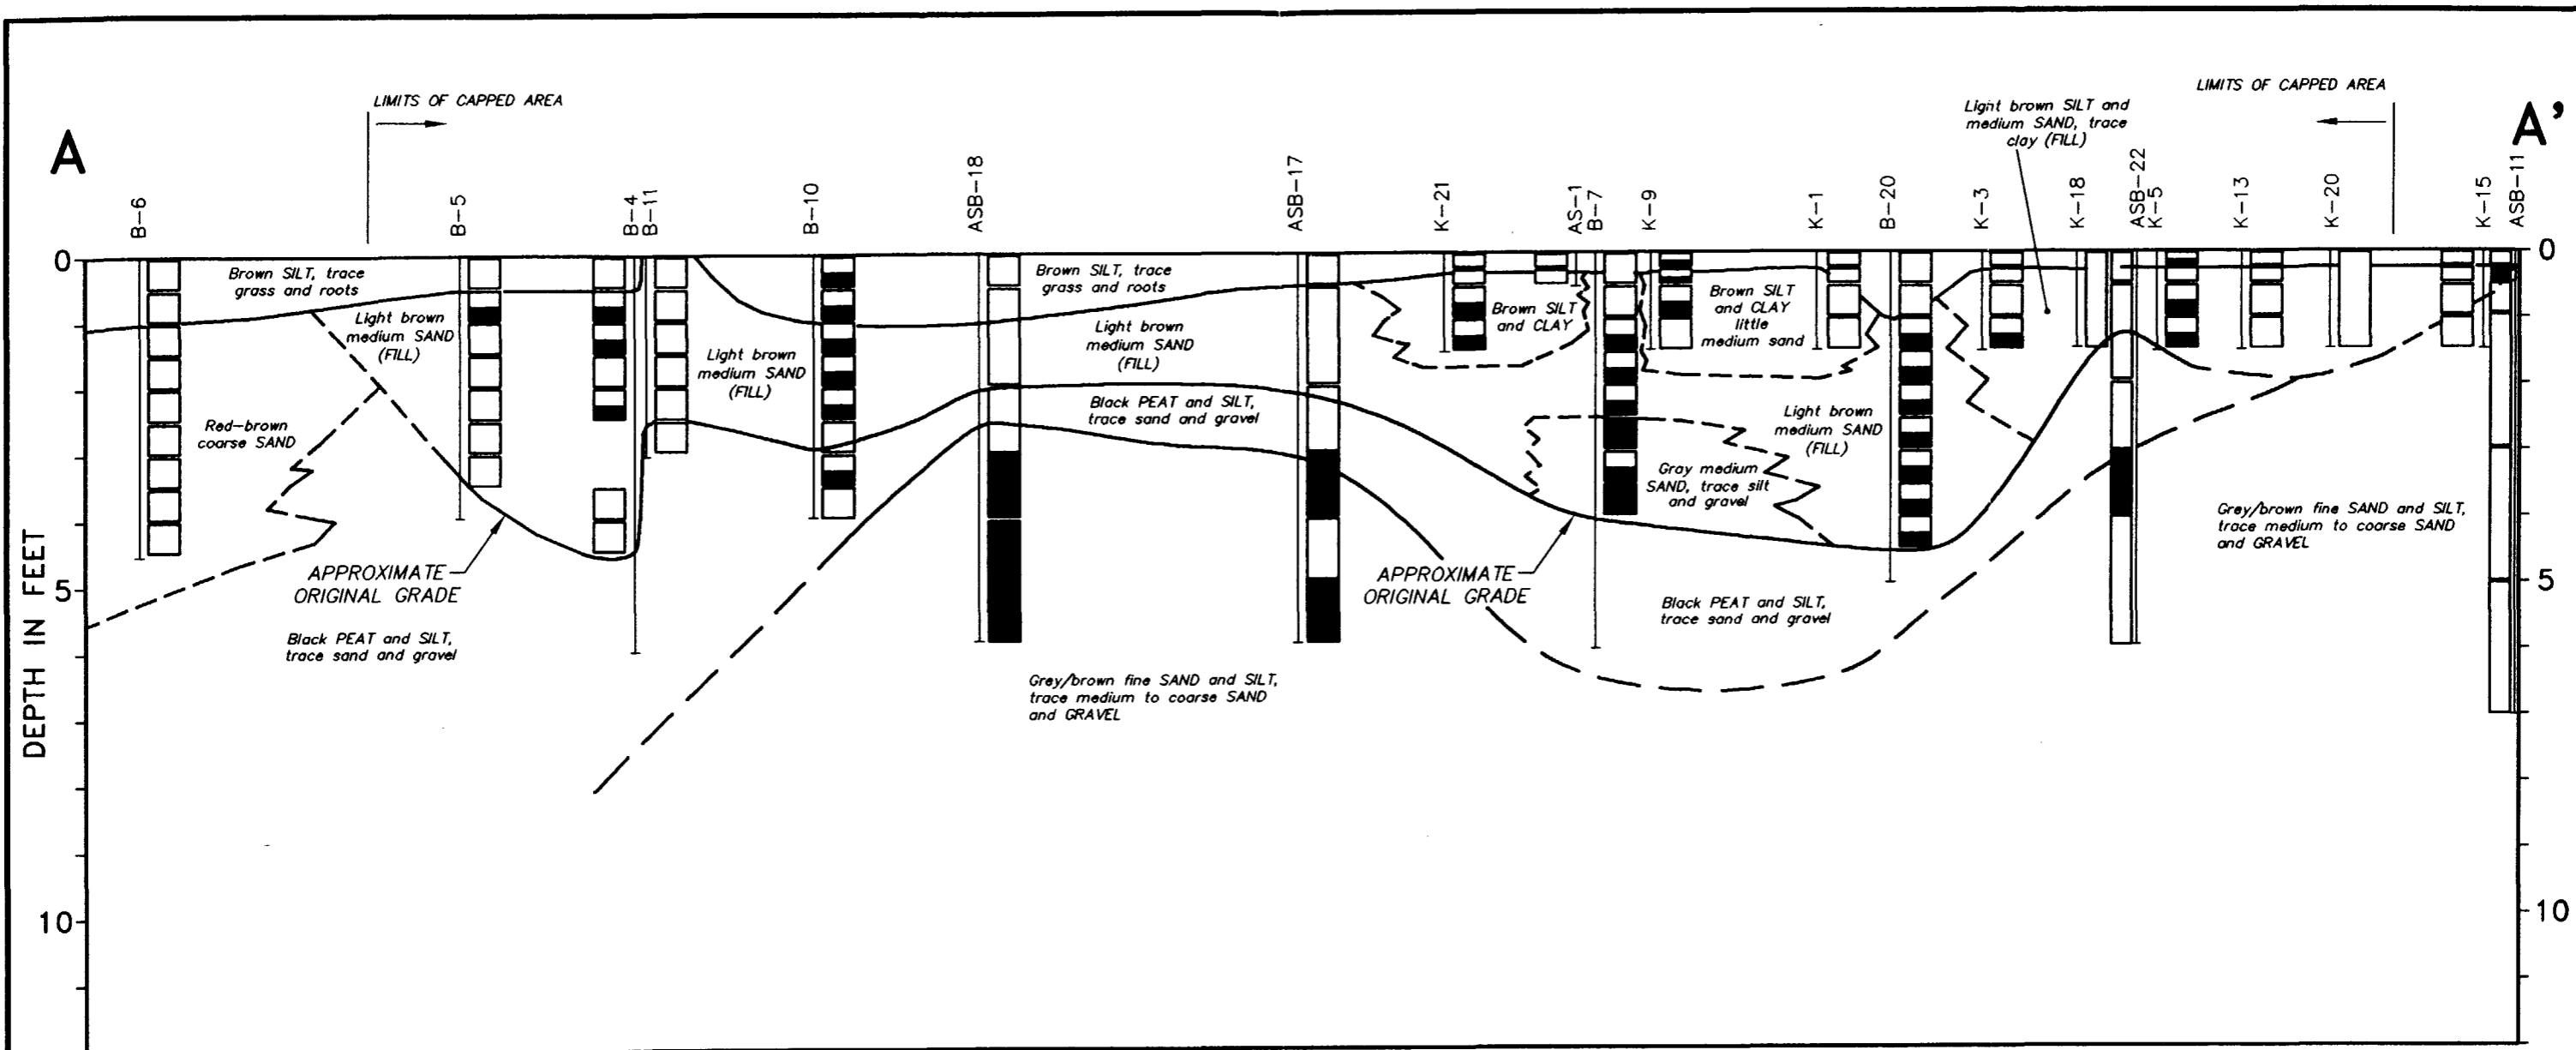 LIMITS OF CAPPED AREA
LIMITS OF CAPPED AREA
A
A'
Light brown SILT and
medium SAND, trace
clay (FILL)
B-6
B-5
B-4
B-11
B-10
ASB-18
ASB-17
K-21
AS-1
B-7
K-9
K-1
B-20
K-3
K-18
ASB-22
K-5
K-13
K-20
K-15
ASB-11
0
0
Brown SILT, trace
grass and roots
Brown SILT, trace
grass and roots
Light brown
medium SAND
(FILL)
Light brown
medium SAND
(FILL)
Light brown
medium SAND
(FILL)
Brown SILT
and CLAY
Brown SILT
and CLAY
little
medium sand
Red-brown
coarse SAND
Black PEAT and SILT,
trace sand and gravel
Light brown
medium SAND
(FILL)
Gray medium
SAND, trace silt
and gravel
Grey/brown fine SAND and SILT,
trace medium to coarse SAND
and GRAVEL
APPROXIMATE
ORIGINAL GRADE
APPROXIMATE
ORIGINAL GRADE
5
5
DEPTH IN FEET
Black PEAT and SILT,
trace sand and gravel
Black PEAT and SILT,
trace sand and gravel
Grey/brown fine SAND and SILT,
trace medium to coarse SAND
and GRAVEL
10
10